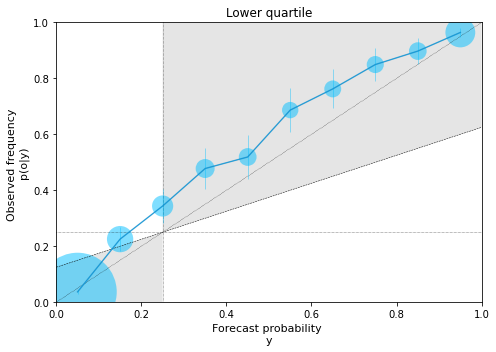 Lower quartile
Observed frequency
p(o|y)
1.0
0.8
0.6
0.4
0.2
0.0
0.0 0.2 0.4 0.6 0.8 1.0
Forecast probability
y